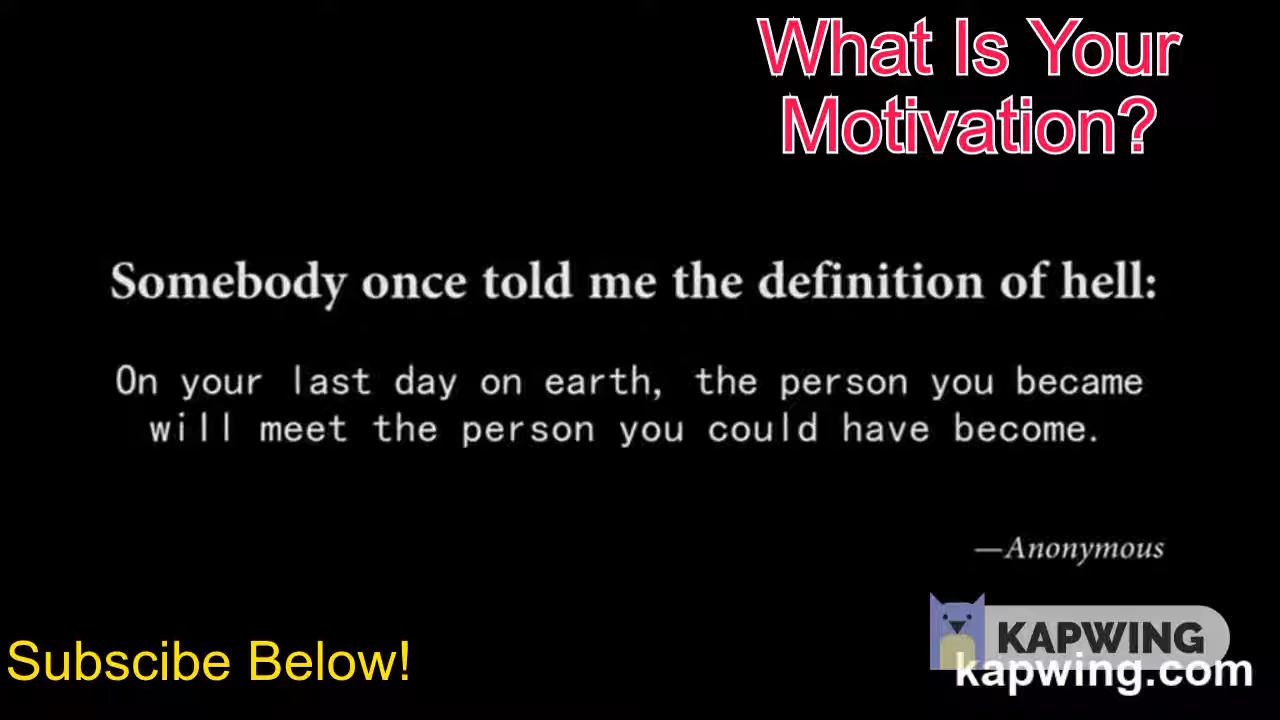 What Is Your
Motivation?
Somebody once told me the definition of hell:
On your last day on earth, the person you became
will meet the person you could have become.
—Anonymous
KAPWING
kapwing.com
Subscibe Below!